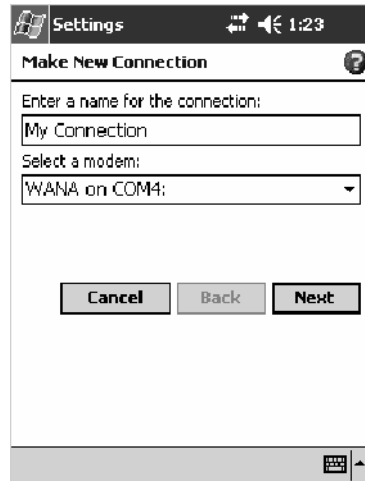 Settings 1:23
Make New Connection ?
Enter a name for the connection:
My Connection
Select a modem:
WANA on COM4:
Cancel Back Next